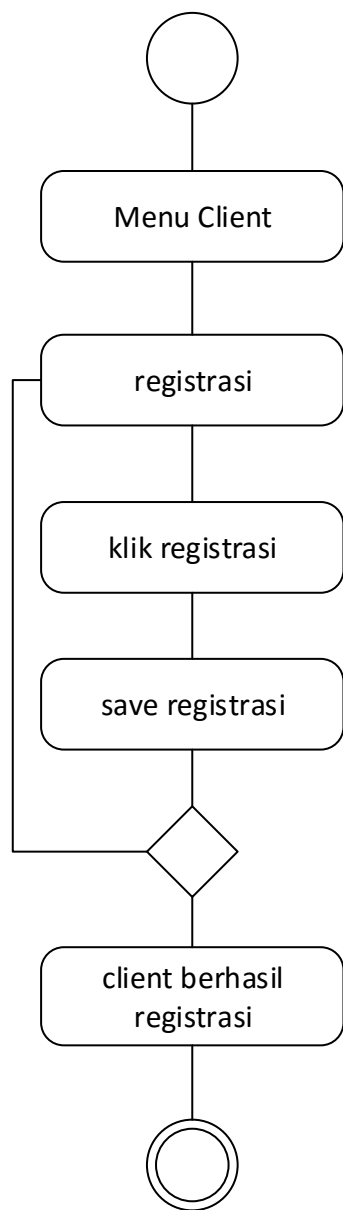 Menu Client
registrasi
klik registrasi
save registrasi
client berhasil
registrasi